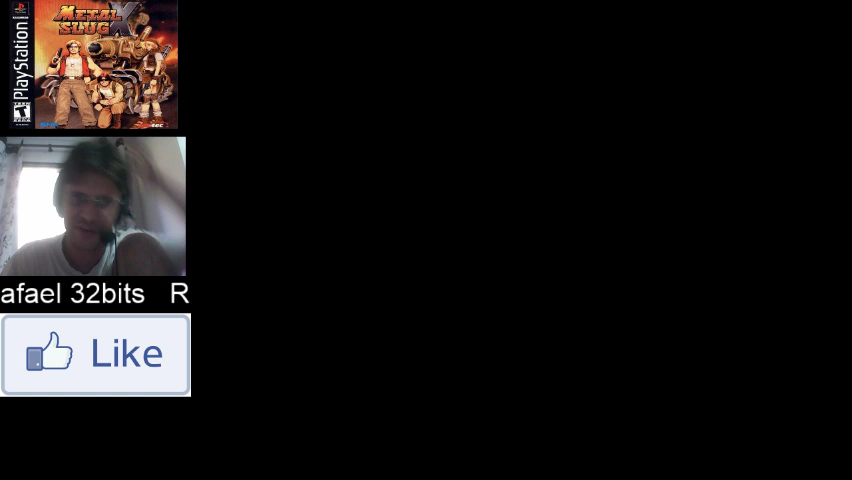 METAL
SLUG X
PlayStation
afael 32bits R
Like